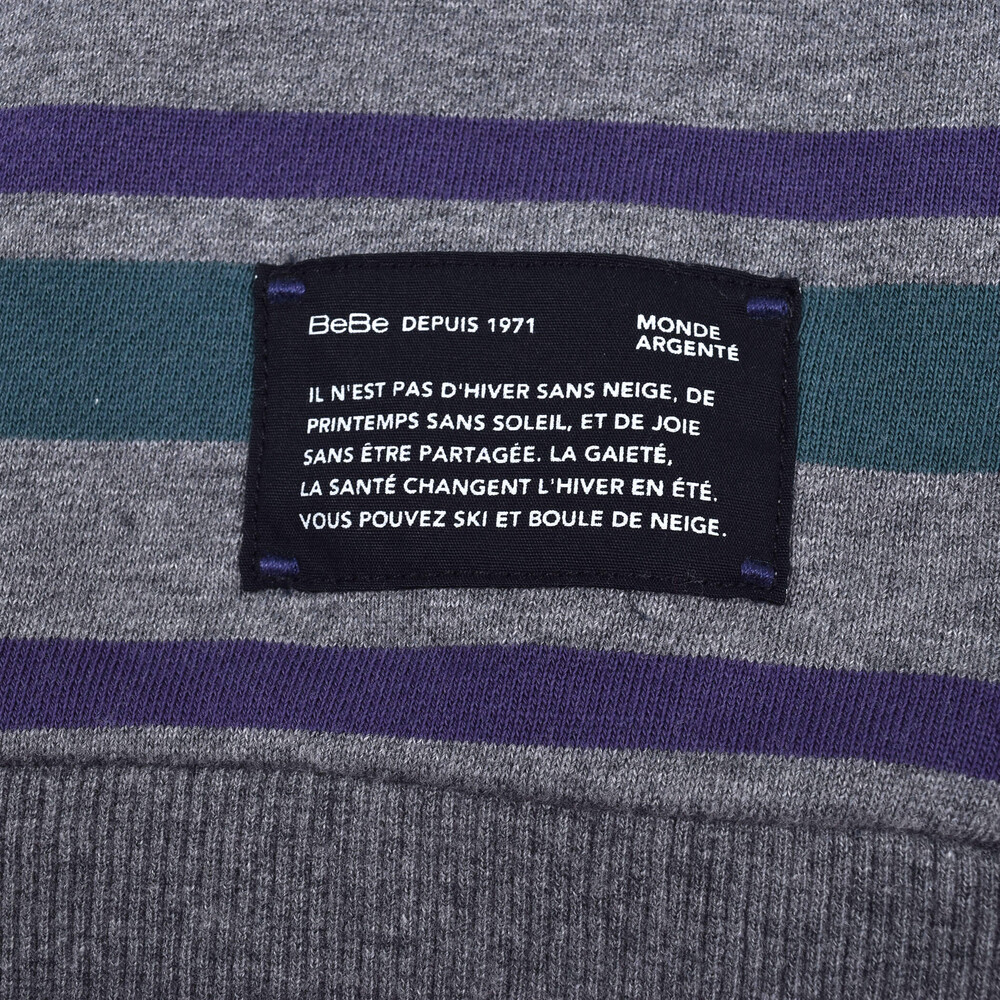 BeBe DEPUIS 1971
MONDE
ARGENTÉ
IL N'EST PAS D'HIVER SANS NEIGE, DE
PRINTEMPS SANS SOLEIL, ET DE JOIE
SANS ÊTRE PARTAGÉE. LA GAIETÉ,
LA SANTÉ CHANGENT L'HIVER EN ÉTÉ.
VOUS POUVEZ SKI ET BOULE DE NEIGE.